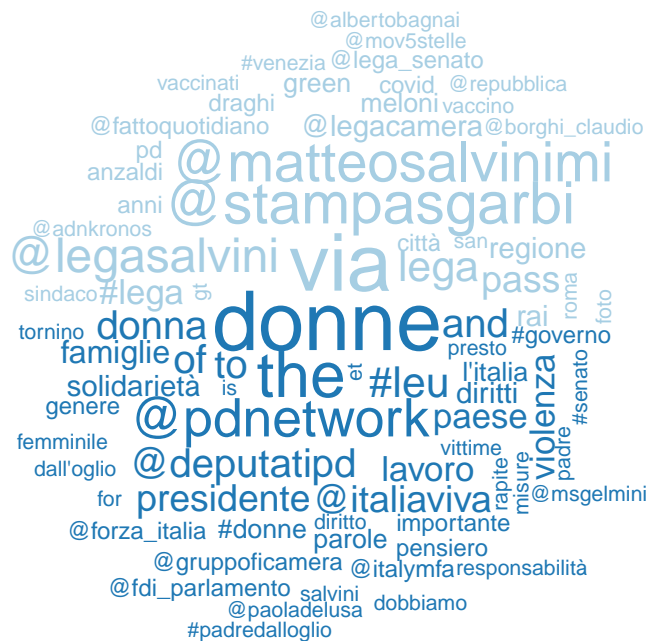 @albertobagnai
@mov5stelle
#venezia @lega_senato
vaccinati green covid @repubblica
draghi meloni vaccino
@fattoquotidiano @legacamera @borghi_claudio
pd @matteosalvinimi
anzaldi
anni @stampasgarbi
@adnkronos
@legasalvini via lega città san regione
sindaco #lega gt pass rai roma foto
tornino donna donne and #governo
famiglie of to the et presto
solidarietà is #leu l'italia diritti violenza #senato
genere @pdnetwork paese padre
femminile vittime
dall'oglio @deputatipd lavoro rapite misure
for presidente @italiaviva @msgelmini
@forza_italia #donne diritto parole importante
pensiero
@gruppoficamera @italymfa responsabilità
@fdi_parlamento salvini
@paoladelusa dobbiamo
#padredalloglio